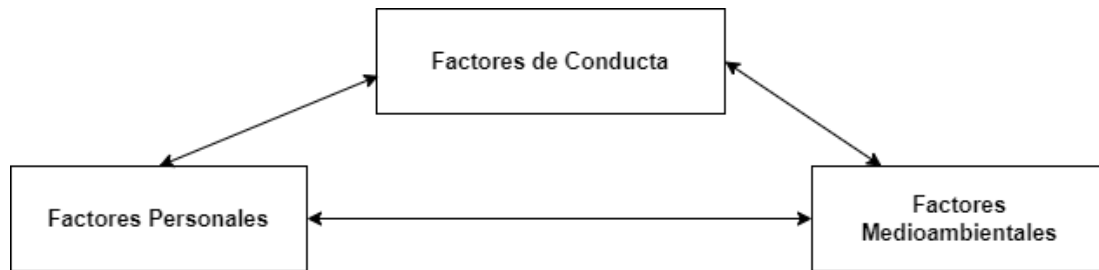 Factores de Conducta
Factores Personales
Factores
Medioambientales